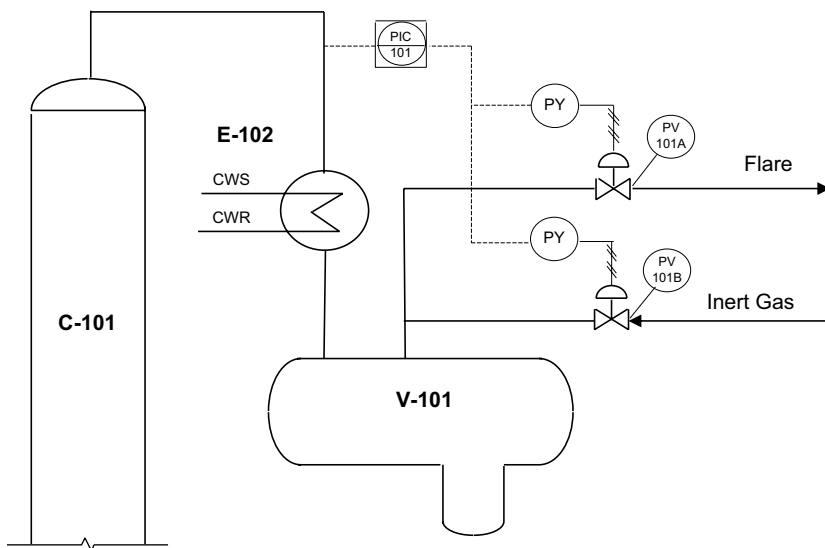 PIC
101
PY
PV
101A
Flare
E-102
CWS
CWR
PY
PV
101B
Inert Gas
C-101
V-101